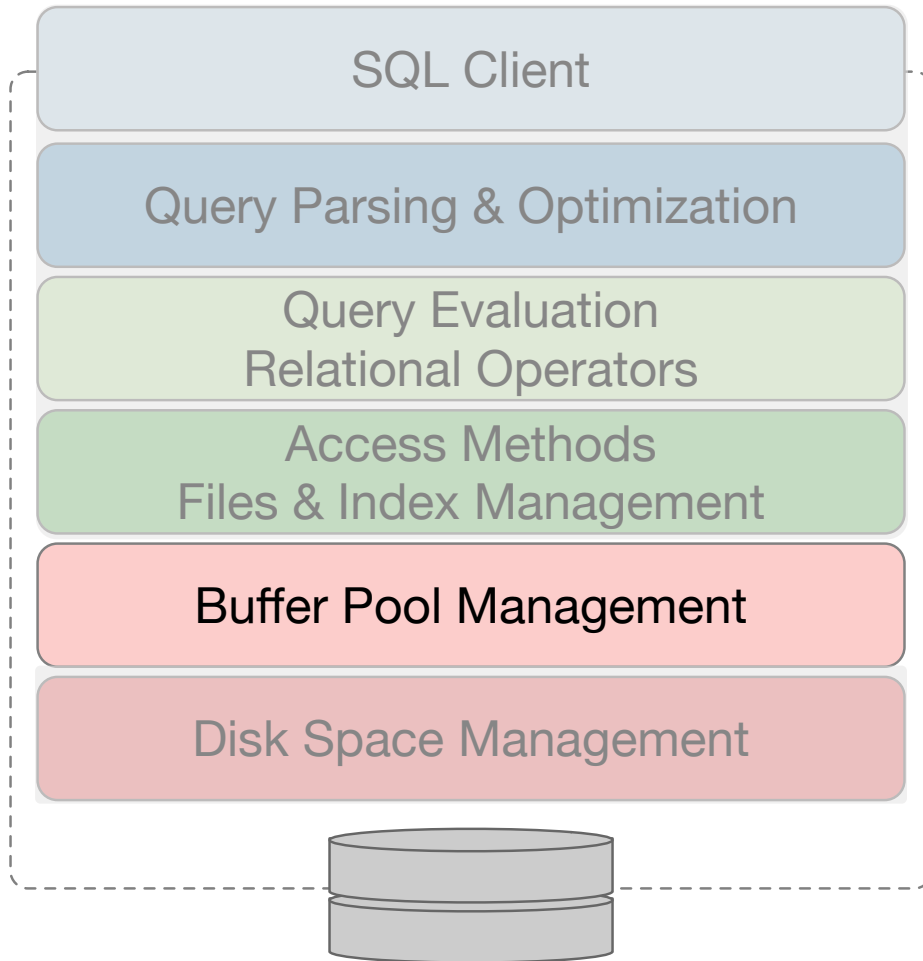 SQL Client
Query Parsing & Optimization
Query Evaluation
Relational Operators
Access Methods
Files & Index Management
Buffer Pool Management
Disk Space Management